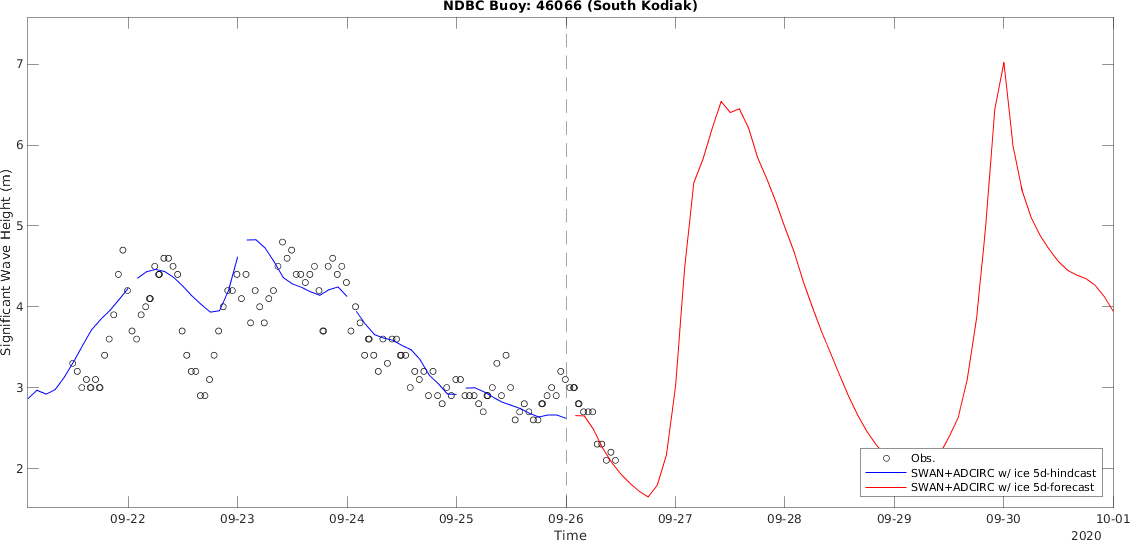 NDBC Buoy: 46066 (South Kodiak)
Significant Wave Height (m)
7
6
5
4
3
2
Obs.
SWAN+ADCIRC w/ ice 5d-hindcast
SWAN+ADCIRC w/ ice 5d-forecast
09-22 09-23 09-24 09-25 09-26 09-27 09-28 09-29 09-30 10-01
Time
2020